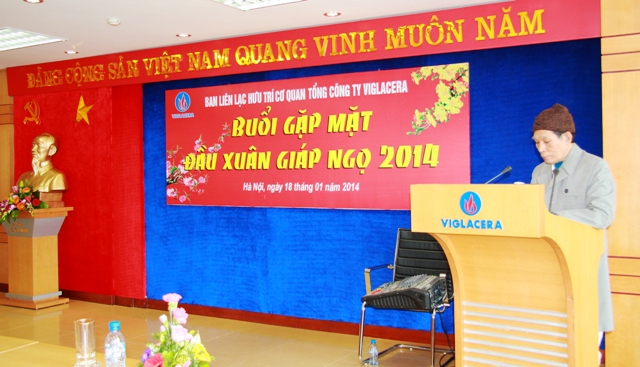 ĐẢNG CỘNG SẢN VIỆT NAM QUANG VINH MUÔN NĂM
VIGLACERA
BAN LIÊN LẠC HƯU TRÍ CƠ QUAN TỔNG CÔNG TY VIGLACERA
BUỔI GẶP MẶT
ĐẦU XUÂN GIÁP NGỌ 2014
Hà Nội, ngày 18 tháng 01 năm 2014
VIGLACERA